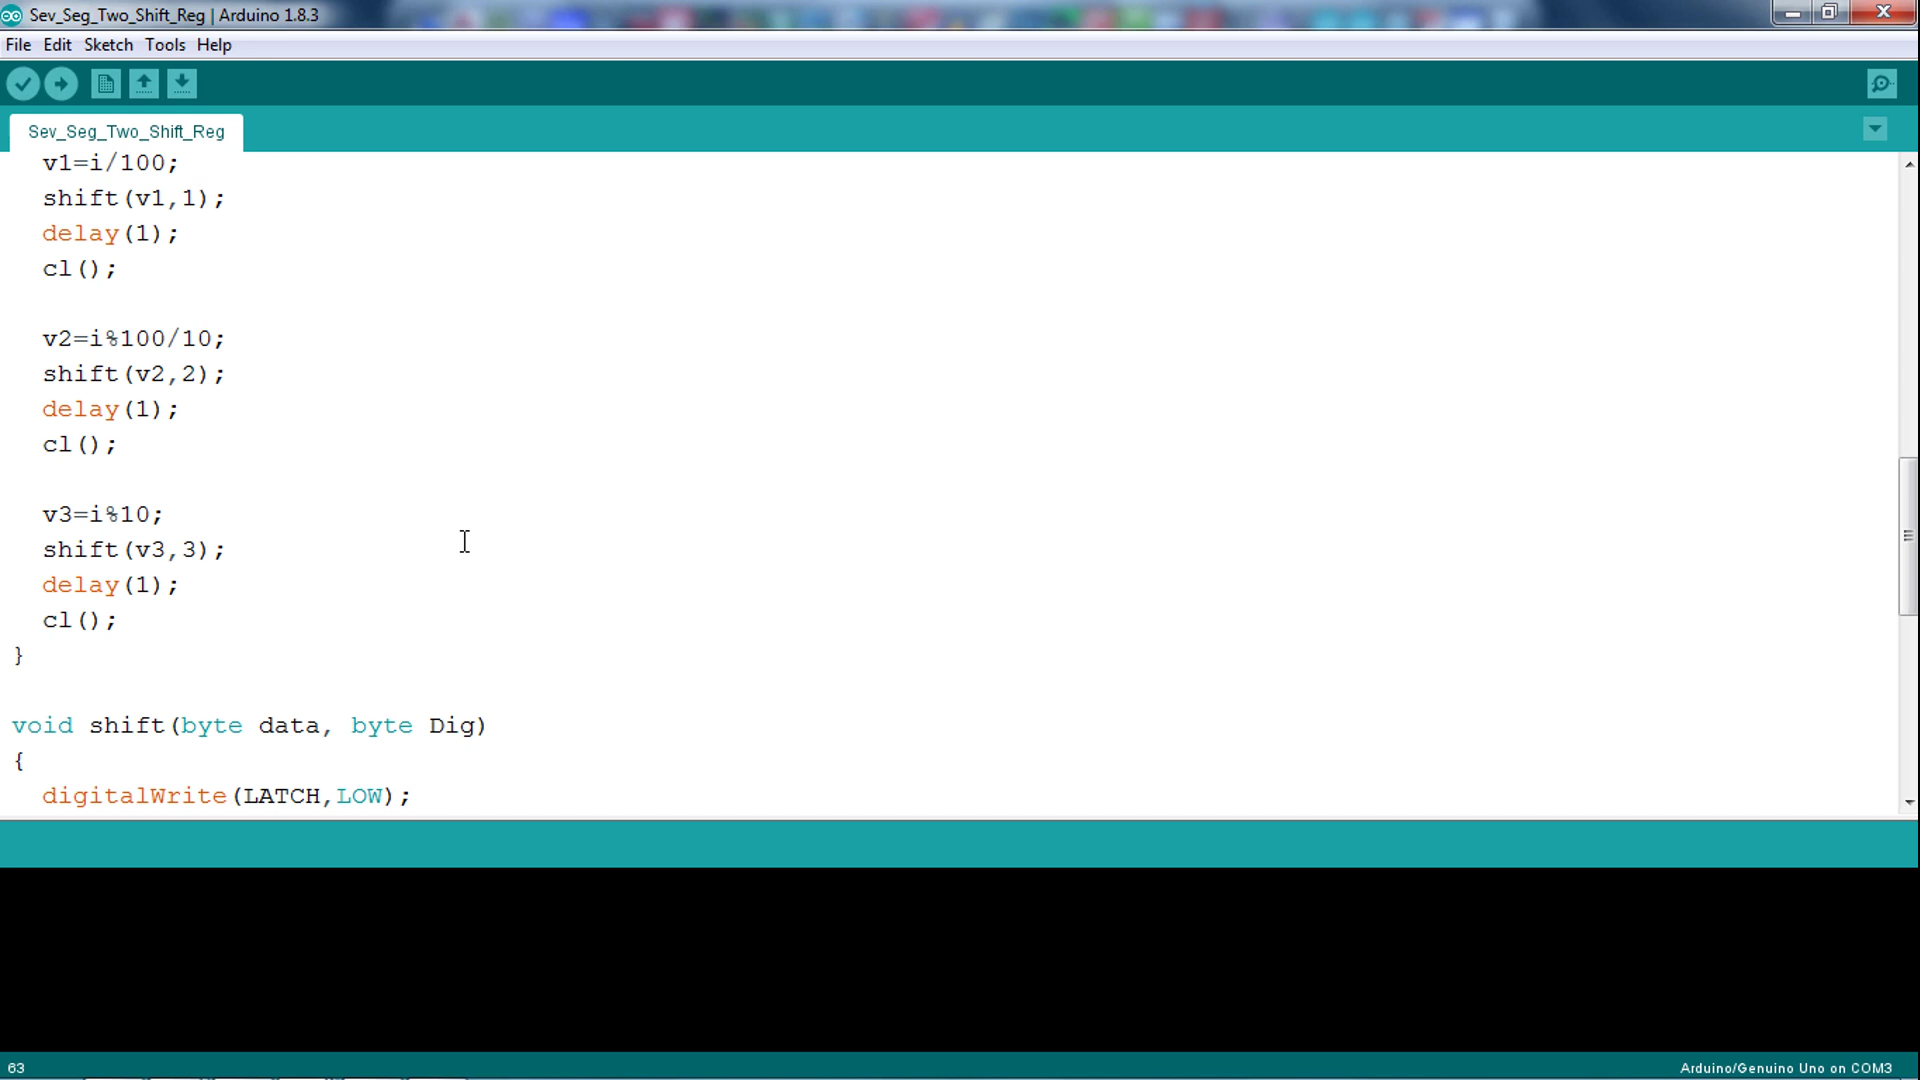 Sev_Seg_Two_Shift_Reg | Arduino 1.8.3
File Edit Sketch Tools Help
Sev_Seg_Two_Shift_Reg
v1=i/100;
shift(v1,1);
delay(1);
cl();
v2=i%100/10;
shift(v2,2);
delay(1);
cl();
v3=i%10;
shift(v3,3);
delay(1);
cl();
}
void shift(byte data, byte Dig)
{
digitalWrite(LATCH,LOW);
63
Arduino/Genuino Uno on COM3